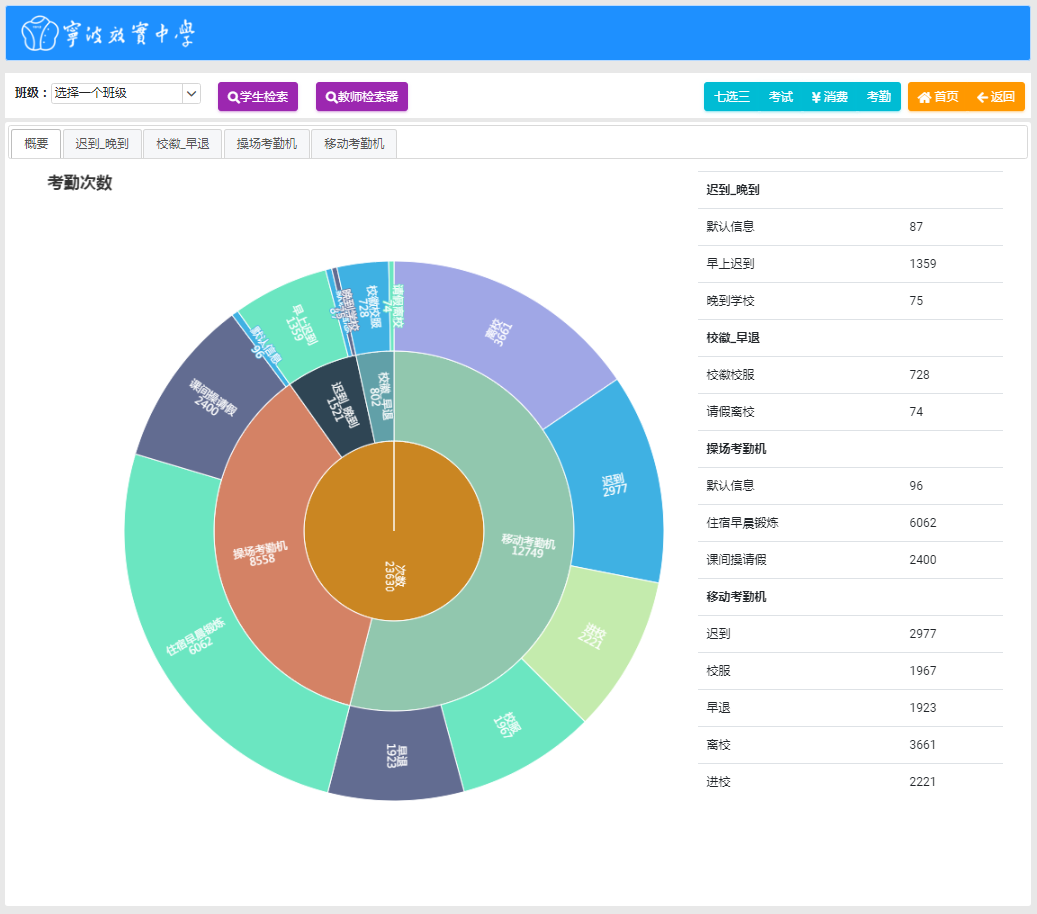 寧波效實中學
班级：
选择一个班级
学生检索
教师检索器
七选三 考试 ¥消费 考勤
首页 返回
概要
迟到_晚到
校徽_早退
操场考勤机
移动考勤机
考勤次数
离校
3661
迟到
2977
进校
2221
校服
1967
早退
1923
住宿早晨锻炼
6062
课间操请假
2400
默认信息
96
早上迟到
1359
晚到学校
校徽校服
728
请假离校
74
移动考勤机
12749
操场考勤机
8558
迟到_晚到
1521
校徽_早退
802
次数
23630
迟到_晚到
默认信息 87
早上迟到 1359
晚到学校 75
校徽_早退
校徽校服 728
请假离校 74
操场考勤机
默认信息 96
住宿早晨锻炼 6062
课间操请假 2400
移动考勤机
迟到 2977
校服 1967
早退 1923
离校 3661
进校 2221